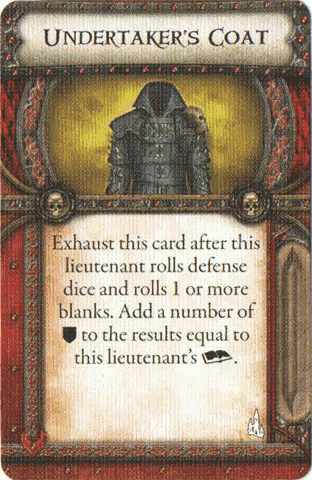 UNDERTAKER'S COAT
Exhaust this card after this
lieutenant rolls defense
dice and rolls 1 or more
blanks. Add a number of
to the results equal to
this lieutenant's .